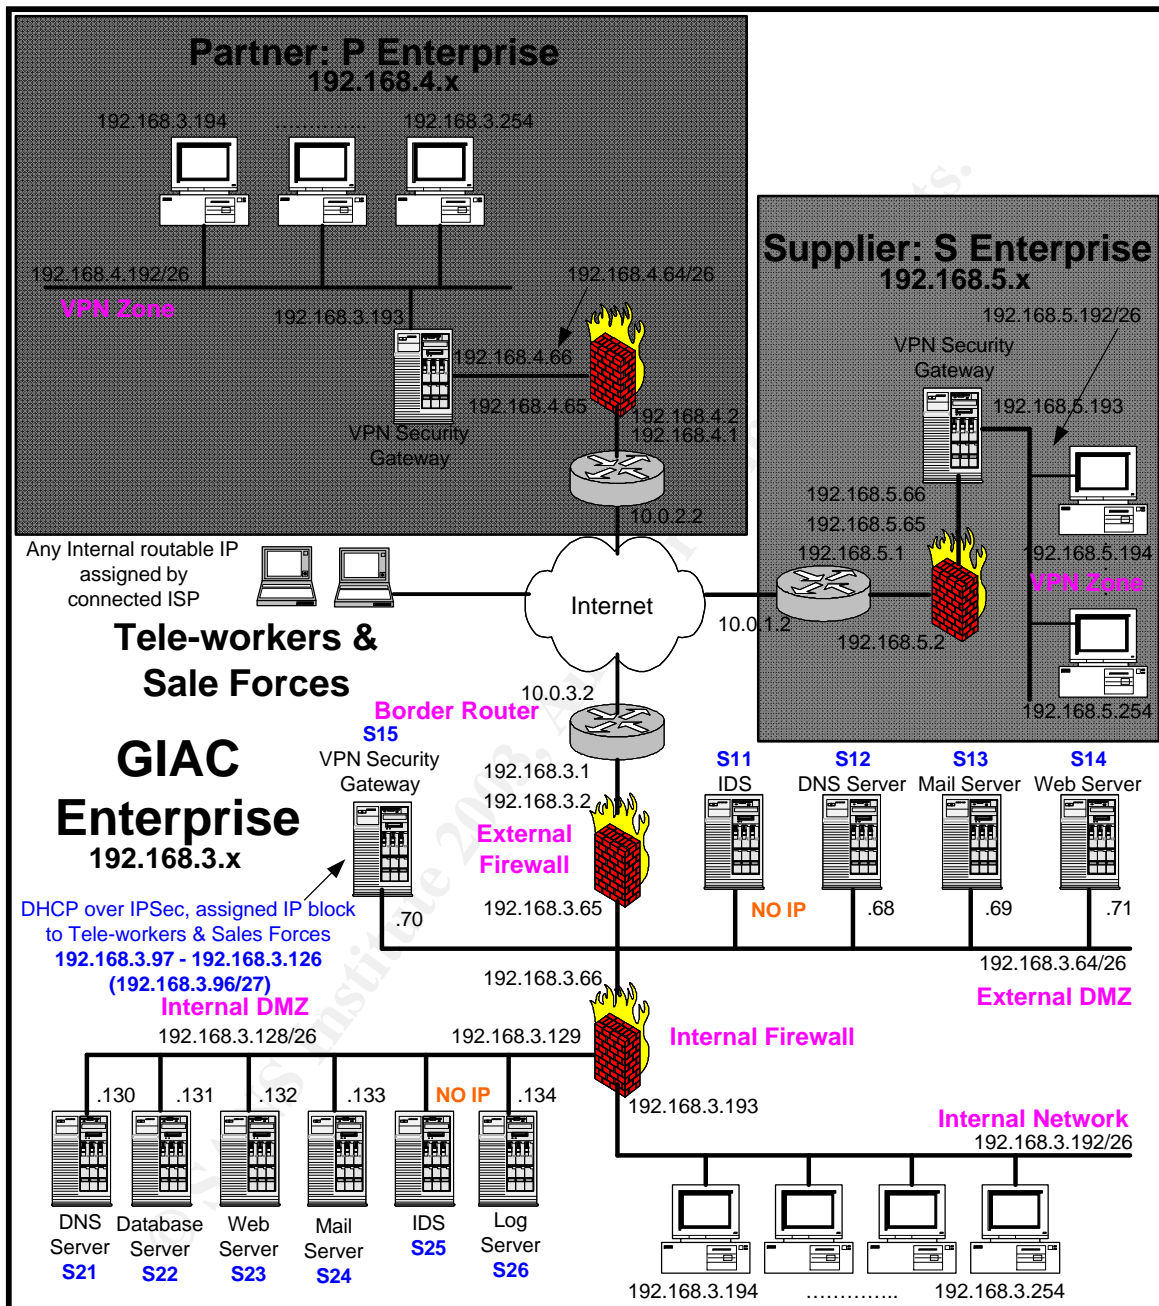 Partner: P Enterprise
192.168.4.x
192.168.3.194
..............
192.168.3.254
192.168.4.192/26
VPN Zone
192.168.3.193
192.168.4.64/26
192.168.4.66
192.168.4.65
192.168.4.2
192.168.4.1
VPN Security
Gateway
10.0.2.2
Supplier: S Enterprise
192.168.5.x
192.168.5.192/26
VPN Security
Gateway
192.168.5.193
192.168.5.66
192.168.5.65
192.168.5.1
192.168.5.194
VPN Zone
10.0.1.2
192.168.5.2
192.168.5.254
Any Internal routable IP
assigned by
connected ISP
Tele-workers &
Sale Forces
Internet
10.0.3.2
Border Router
192.168.3.1
192.168.3.2
External
Firewall
192.168.3.65
GIAC
Enterprise
192.168.3.x
S15
VPN Security
Gateway
DHCP over IPSec, assigned IP block
to Tele-workers & Sales Forces
192.168.3.97 - 192.168.3.126
(192.168.3.96/27)
.70
S11
IDS
S12
DNS Server
S13
Mail Server
S14
Web Server
NO IP
.68
.69
.71
192.168.3.64/26
External DMZ
192.168.3.66
Internal DMZ
192.168.3.128/26
192.168.3.129
Internal Firewall
192.168.3.193
.130
.131
.132
.133
NO IP
.134
DNS
Server
S21
Database
Server
S22
Web
Server
S23
Mail
Server
S24
IDS
S25
Log
Server
S26
Internal Network
192.168.3.192/26
192.168.3.194
..............
192.168.3.254
© SANS Institute 2003, Au
ts.